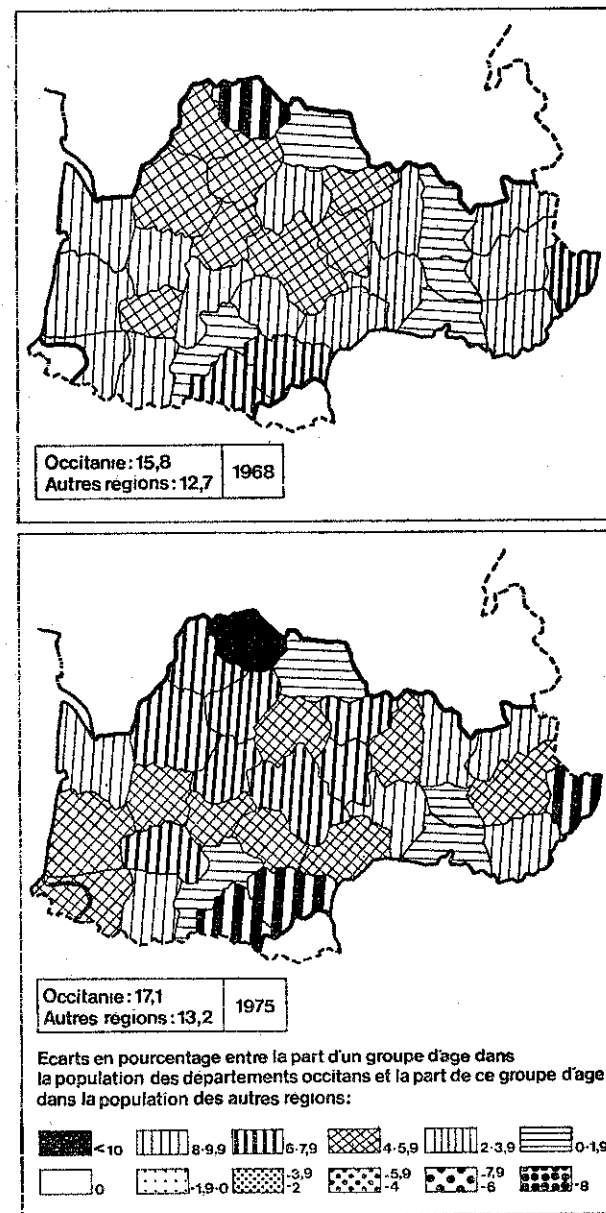 Occitanie: 15,8
Autres régions: 12,7
1968
Occitanie: 17,1
Autres régions: 13,2
1975
Ecarts en pourcentage entre la part d'un groupe d'age dans
la population des départements occitans et la part de ce groupe d'age
dans la population des autres régions:
<10 8-9,9 6-7,9 4-5,9 2-3,9 0-1,9
0 -1,9-0 -3,9 -2 -5,9 -4 -7,9 -6 -8